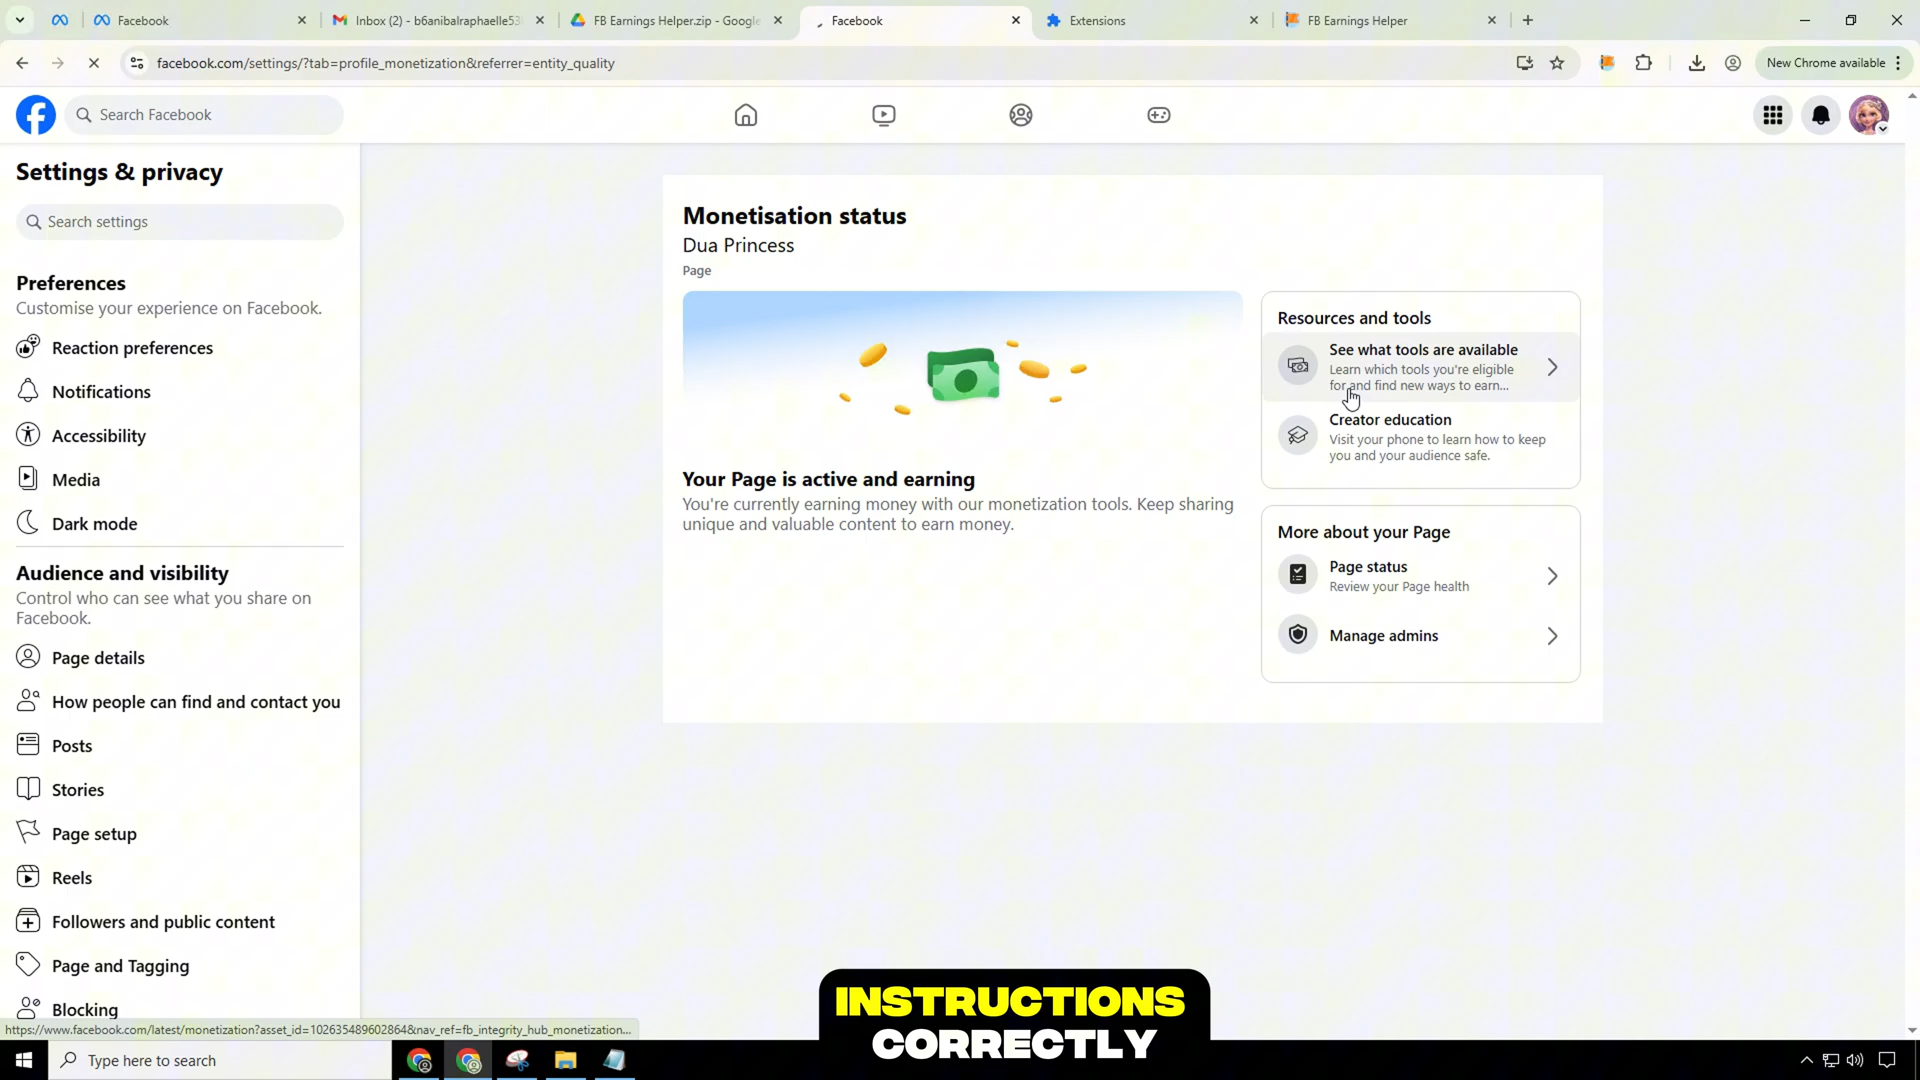 Facebook
Inbox (2) - b6anibalraphaelle53
FB Earnings Helper.zip - Google
Facebook
Extensions
FB Earnings Helper
facebook.com/settings/?tab=profile_monetization&referrer=entity_quality
New Chrome available
Search Facebook
Settings & privacy
Search settings
Preferences
Customise your experience on Facebook.
Reaction preferences
Notifications
Accessibility
Media
Dark mode
Audience and visibility
Control who can see what you share on
Facebook.
Page details
How people can find and contact you
Posts
Stories
Page setup
Reels
Followers and public content
Page and Tagging
Blocking
Monetisation status
Dua Princess
Page
Your Page is active and earning
You're currently earning money with our monetization tools. Keep sharing
unique and valuable content to earn money.
Resources and tools
See what tools are available
Learn which tools you're eligible
for and find new ways to earn...
Creator education
Visit your phone to learn how to keep
you and your audience safe.
More about your Page
Page status
Review your Page health
Manage admins
https://www.facebook.com/latest/monetization?asset_id=102635489602864&nav_ref=fb_integrity_hub_monetization...
INSTRUCTIONS
CORRECTLY
Type here to search